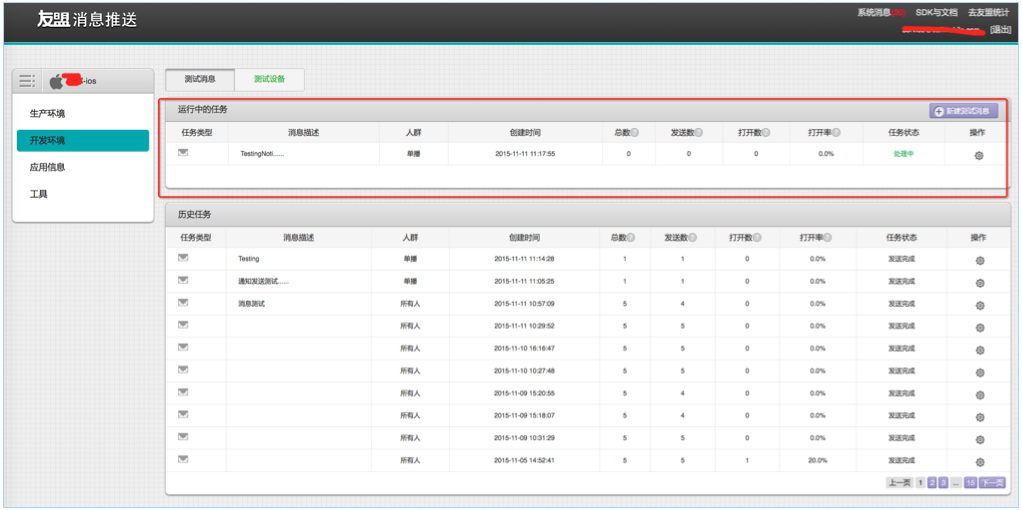 友盟 消息推送
系统消息 SDK与文档 去友盟统计
[退出]
-ios
生产环境
开发环境
应用信息
工具
测试消息 测试设备
运行中的任务 新建测试消息
任务类型 消息描述 人群 创建时间 总数 发送数 打开数 打开率 任务状态 操作
TestingNoti...... 单播 2015-11-11 11:17:55 0 0 0 0.0% 处理中
历史任务
任务类型 消息描述 人群 创建时间 总数 发送数 打开数 打开率 任务状态 操作
Testing 单播 2015-11-11 11:14:28 1 1 0 0.0% 发送完成
通知发送测试...... 单播 2015-11-11 11:05:25 1 1 0 0.0% 发送完成
消息测试 所有人 2015-11-11 10:57:09 5 4 0 0.0% 发送完成
所有人 2015-11-11 10:29:52 5 5 0 0.0% 发送完成
所有人 2015-11-10 16:16:47 5 5 0 0.0% 发送完成
所有人 2015-11-10 10:27:48 5 5 0 0.0% 发送完成
所有人 2015-11-09 15:20:55 5 4 0 0.0% 发送完成
所有人 2015-11-09 15:18:07 5 4 0 0.0% 发送完成
所有人 2015-11-09 10:31:29 5 5 0 0.0% 发送完成
所有人 2015-11-05 14:52:41 5 5 1 20.0% 发送完成
上一页 1 2 3 ... 15 下一页